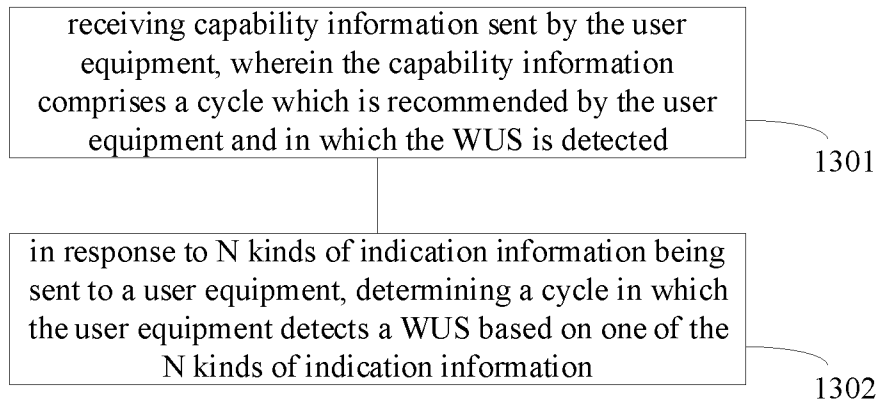 receiving capability information sent by the user
equipment, wherein the capability information
comprises a cycle which is recommended by the user
equipment and in which the WUS is detected
1301
in response to N kinds of indication information being
sent to a user equipment, determining a cycle in which
the user equipment detects a WUS based on one of the
N kinds of indication information
1302